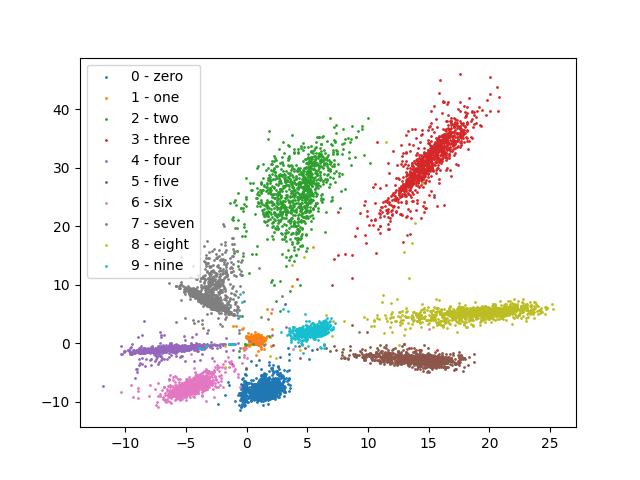 0 - zero
1 - one
2 - two
3 - three
4 - four
5 - five
6 - six
7 - seven
8 - eight
9 - nine
40
30
20
10
0
−5
−10
−10
−5
0
5
10
15
20
25